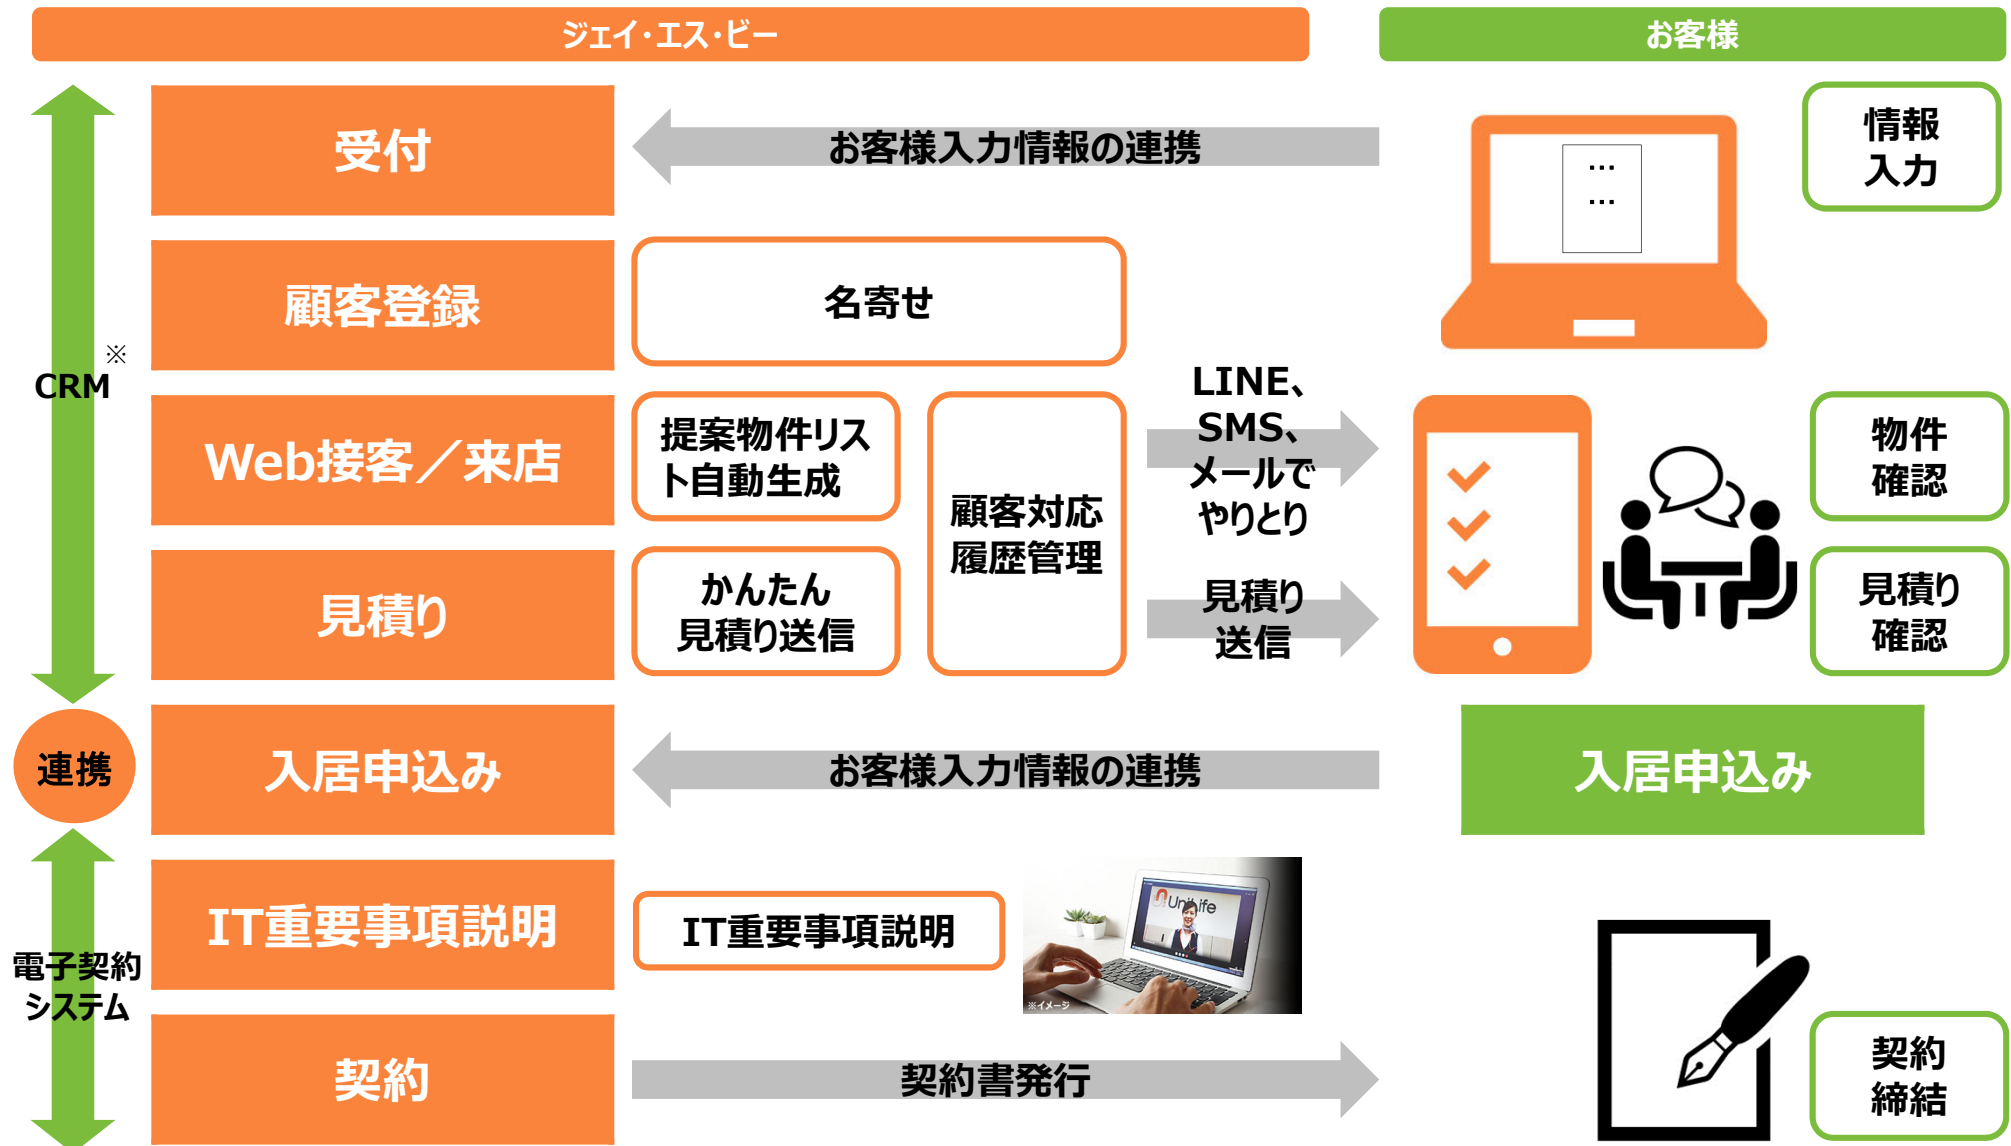 ジェイ・エス・ビー
お客様
受付
お客様入力情報の連携
…
…
情報
入力
顧客登録
名寄せ
※
CRM
Web接客／来店
提案物件リス
ト自動生成
顧客対応
履歴管理
LINE、
SMS、
メールで
やりとり
物件
確認
見積り
かんたん
見積り送信
見積り
送信
見積り
確認
連携
入居申込み
お客様入力情報の連携
入居申込み
電子契約
システム
IT重要事項説明
IT重要事項説明
UniLife
※イメージ
契約
契約書発行
契約
締結